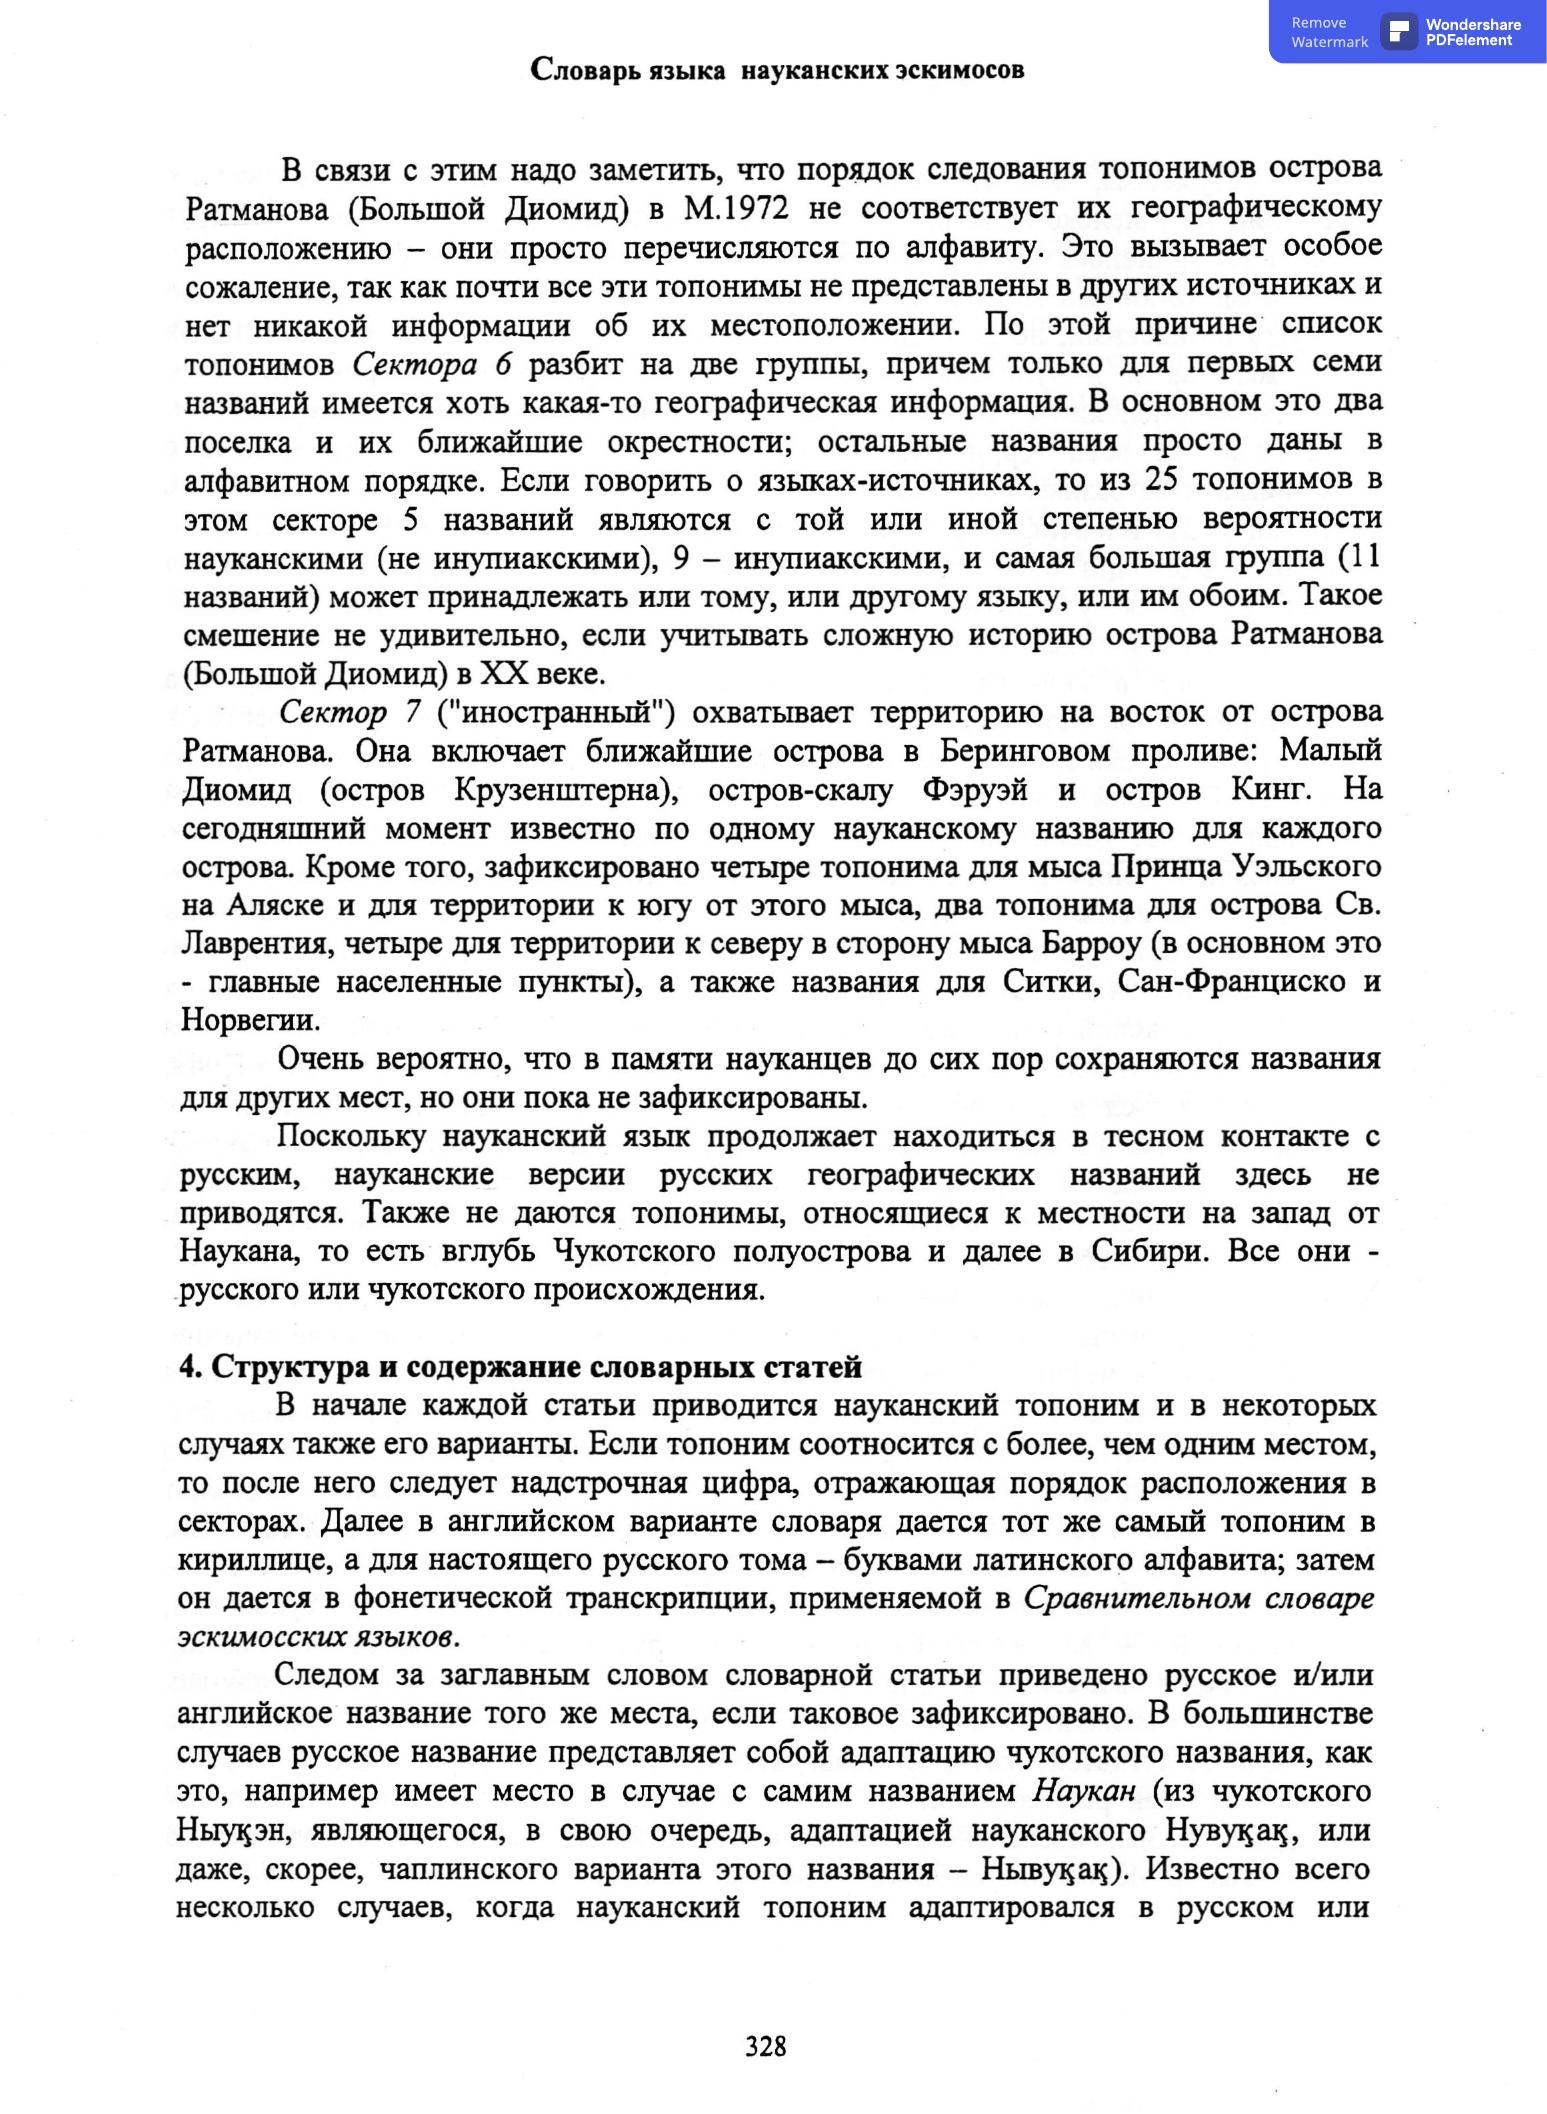 Remove
Watermark
Wondershare
PDFelement
Словарь языка науканских эскимосов
В связи с этим надо заметить, что порядок следования топонимов острова
Ратманова (Большой Диомид) в М.1972 не соответствует их географическому
расположению – они просто перечисляются по алфавиту. Это вызывает особое
сожаление, так как почти все эти топонимы не представлены в других источниках и
нет никакой информации об их местоположении. По этой причине список
топонимов Сектора 6 разбит на две группы, причем только для первых семи
названий имеется хоть какая-то географическая информация. В основном это два
поселка и их ближайшие окрестности; остальные названия просто даны в
алфавитном порядке. Если говорить о языках-источниках, то из 25 топонимов в
этом секторе 5 названий являются с той или иной степенью вероятности
науканскими (не инупиакскими), 9 – инупиакскими, и самая большая группа (11
названий) может принадлежать или тому, или другому языку, или им обоим. Такое
смешение не удивительно, если учитывать сложную историю острова Ратманова
(Большой Диомид) в XX веке.
Сектор 7 ("иностранный") охватывает территорию на восток от острова
Ратманова. Она включает ближайшие острова в Беринговом проливе: Малый
Диомид (остров Крузенштерна), остров-скалу Фэруэй и остров Кинг. На
сегодняшний момент известно по одному науканскому названию для каждого
острова. Кроме того, зафиксировано четыре топонима для мыса Принца Уэльского
на Аляске и для территории к югу от этого мыса, два топонима для острова Св.
Лаврентия, четыре для территории к северу в сторону мыса Барроу (в основном это
- главные населенные пункты), а также названия для Ситки, Сан-Франциско и
Норвегии.
Очень вероятно, что в памяти науканцев до сих пор сохраняются названия
для других мест, но они пока не зафиксированы.
Поскольку науканский язык продолжает находиться в тесном контакте с
русским, науканские версии русских географических названий здесь не
приводятся. Также не даются топонимы, относящиеся к местности на запад от
Наукана, то есть вглубь Чукотского полуострова и далее в Сибири. Все они -
русского или чукотского происхождения.
4. Структура и содержание словарных статей
В начале каждой статьи приводится науканский топоним и в некоторых
случаях также его варианты. Если топоним соотносится с более, чем одним местом,
то после него следует надстрочная цифра, отражающая порядок расположения в
секторах. Далее в английском варианте словаря дается тот же самый топоним в
кириллице, а для настоящего русского тома – буквами латинского алфавита; затем
он дается в фонетической транскрипции, применяемой в Сравнительном словаре
эскимосских языков.
Следом за заглавным словом словарной статьи приведено русское и/или
английское название того же места, если таковое зафиксировано. В большинстве
случаев русское название представляет собой адаптацию чукотского названия, как
это, например имеет место в случае с самим названием Наукан (из чукотского
Ныуқэн, являющегося, в свою очередь, адаптацией науканского Нувуқақ, или
даже, скорее, чаплинского варианта этого названия – Нывуқақ). Известно всего
несколько случаев, когда науканский топоним адаптировался в русском или
328